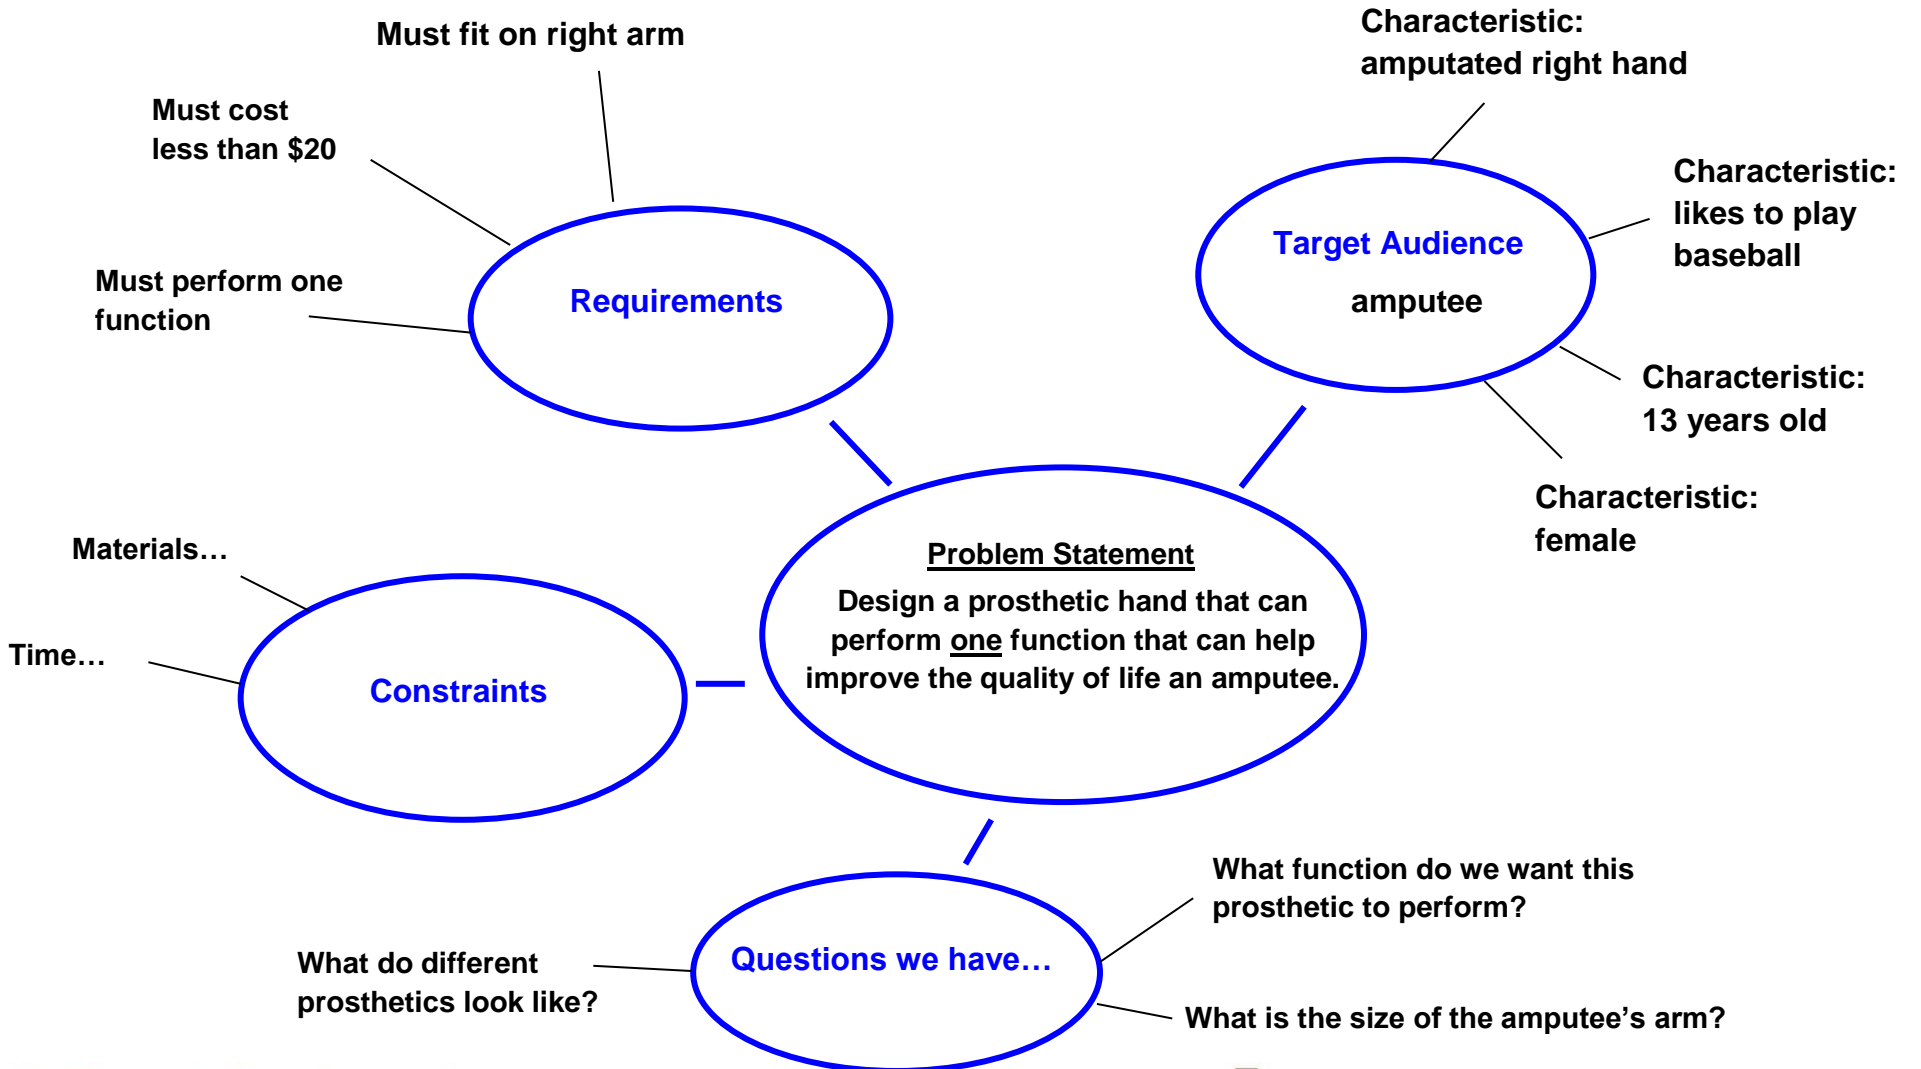 Must fit on right arm
Must cost
less than $20
Must perform one
function
Requirements
Characteristic:
amputated right hand
Characteristic:
likes to play
baseball
Target Audience
amputee
Characteristic:
13 years old
Characteristic:
female
Materials…
Time…
Constraints
Problem Statement
Design a prosthetic hand that can
perform one function that can help
improve the quality of life an amputee.
What function do we want this
prosthetic to perform?
Questions we have…
What do different
prosthetics look like?
What is the size of the amputee’s arm?